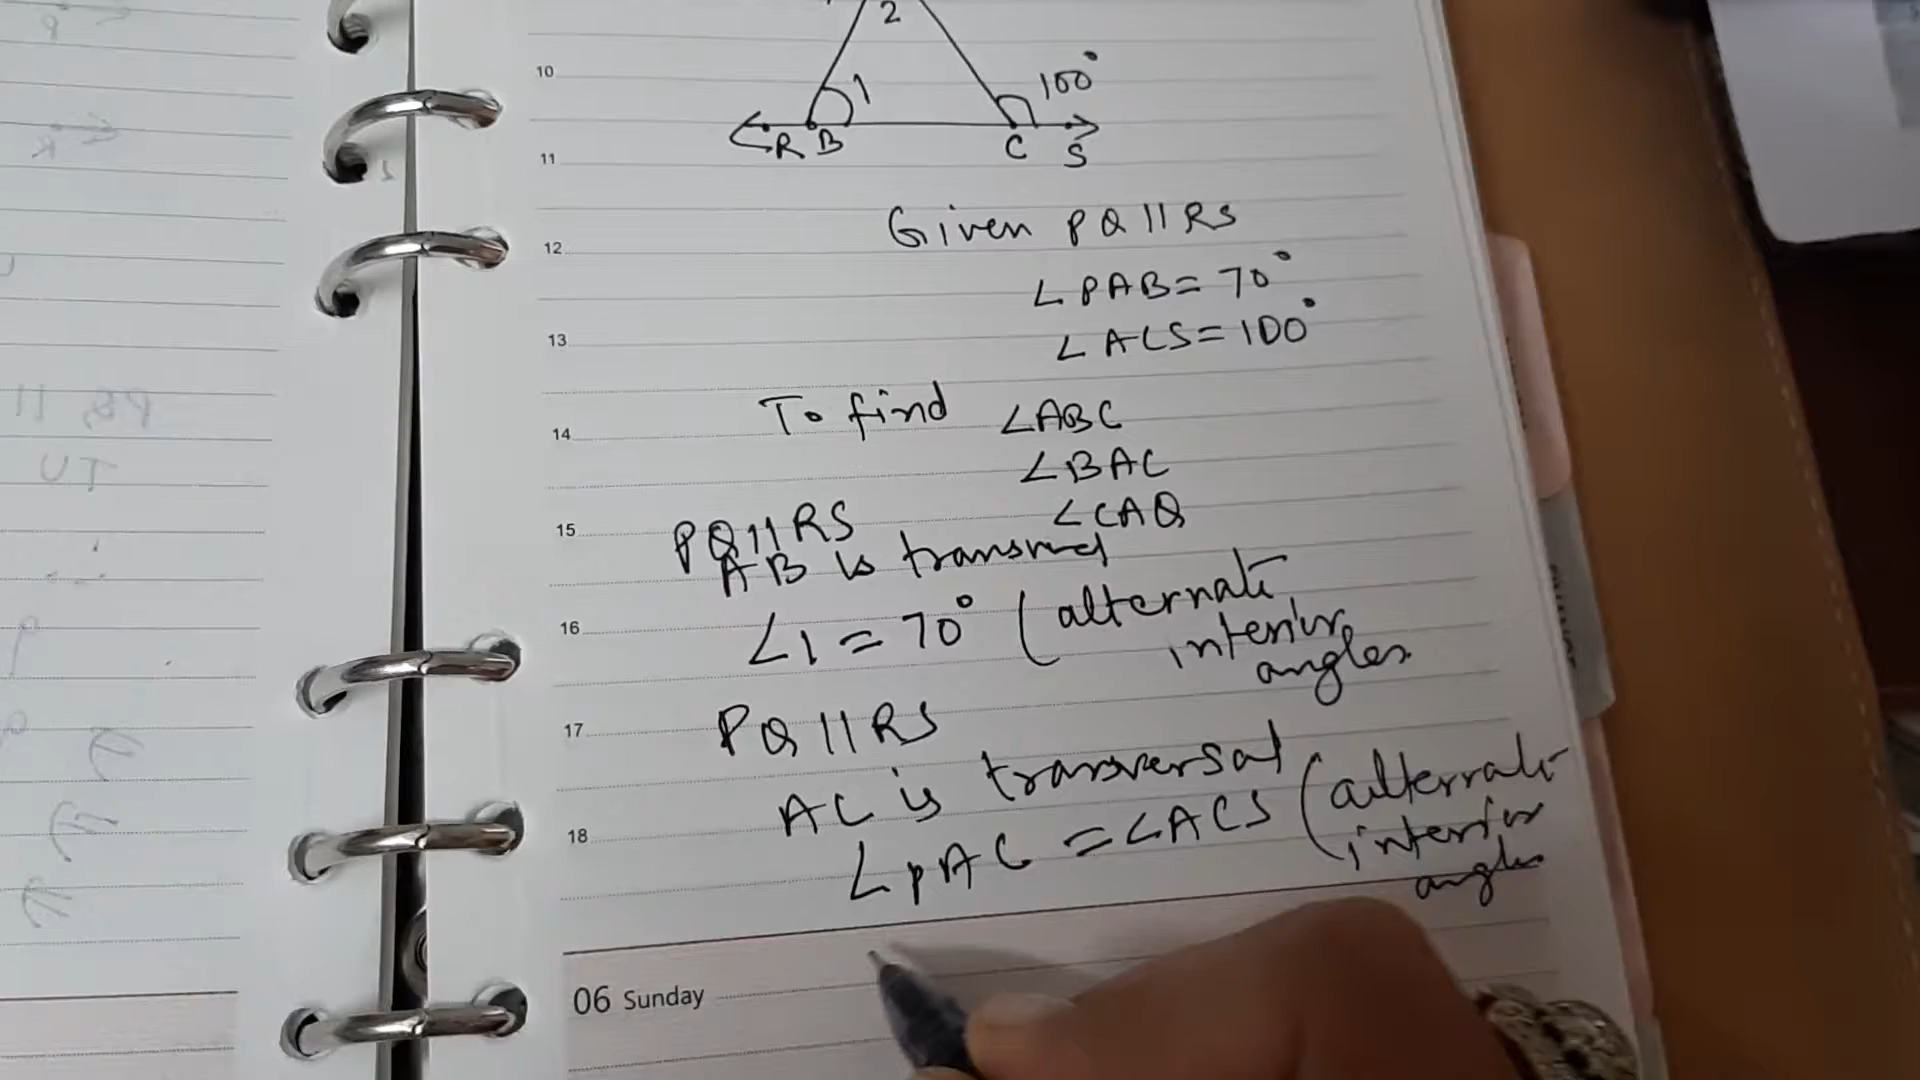 2
10
1
100°
R B
C S
11
Given PQ || RS
12
∠PAB = 70°
∠ACS = 100°
13
To find ∠ABC
14
∠BAC
∠CAQ
15
PQ || RS
AB is
16
∠1 = 70° (alternate
interior
angles
PQ || RS
17
AC is transversal
18
∠PAC = ∠ACS (alternate
interior
angles
06 Sunday